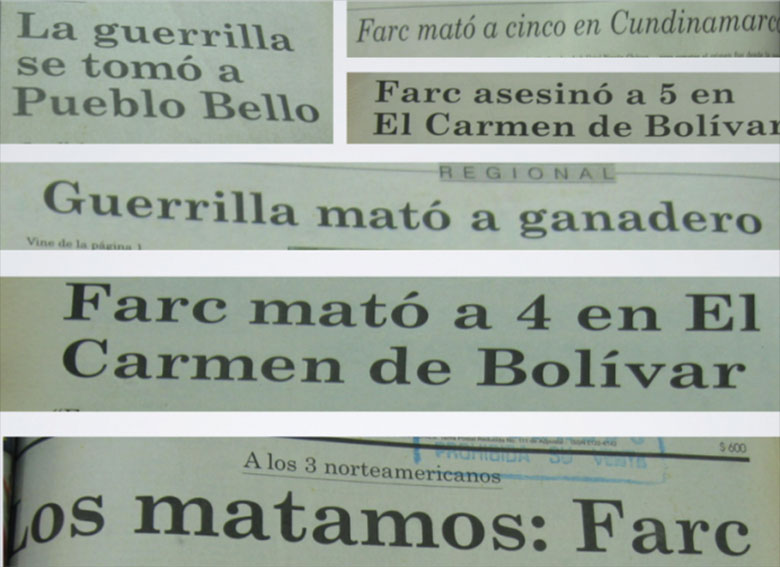 La guerrilla
se tomó a
Pueblo Bello
Farc mató a cinco en Cundinamarc
Farc asesinó a 5 en
El Carmen de Bolívar
REGIONAL
Guerrilla mató a ganadero
Vine de la página 1
Farc mató a 4 en El
Carmen de Bolívar
$ 600
PROHIBIDA SU VENTA
A los 3 norteamericanos
Los matamos: Farc